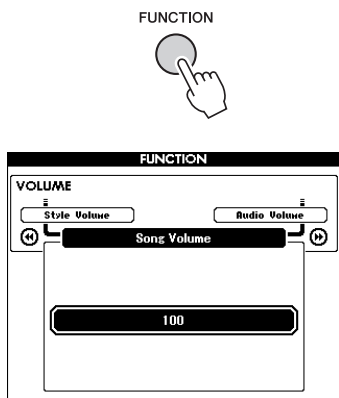 FUNCTION
FUNCTION
VOLUME
Style Volume
Audio Volume
Song Volume
100